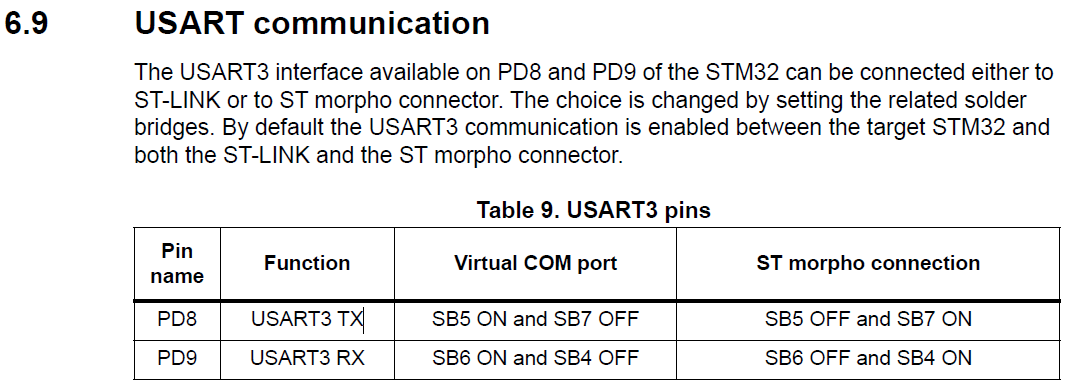 6.9 USART communication
The USART3 interface available on PD8 and PD9 of the STM32 can be connected either to
ST-LINK or to ST morpho connector. The choice is changed by setting the related solder
bridges. By default the USART3 communication is enabled between the target STM32 and
both the ST-LINK and the ST morpho connector.
Table 9. USART3 pins
Pin name Function Virtual COM port ST morpho connection
PD8 USART3 TX SB5 ON and SB7 OFF SB5 OFF and SB7 ON
PD9 USART3 RX SB6 ON and SB4 OFF SB6 OFF and SB4 ON